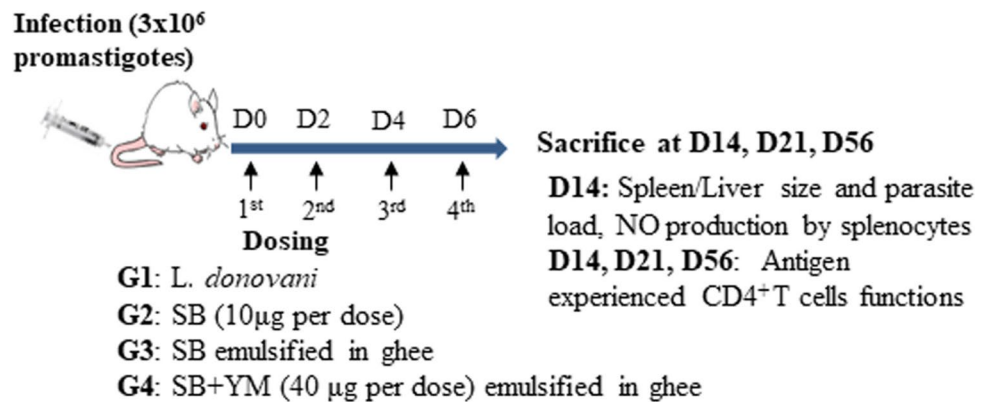 Infection (3x10⁶
promastigotes)
D0 D2 D4 D6
1ˢᵗ 2ⁿᵈ 3ʳᵈ 4ᵗʰ
Dosing
G1: L. donovani
G2: SB (10µg per dose)
G3: SB emulsified in ghee
G4: SB+YM (40 µg per dose) emulsified in ghee
Sacrifice at D14, D21, D56
D14: Spleen/Liver size and parasite
load, NO production by splenocytes
D14, D21, D56: Antigen
experienced CD4⁺T cells functions